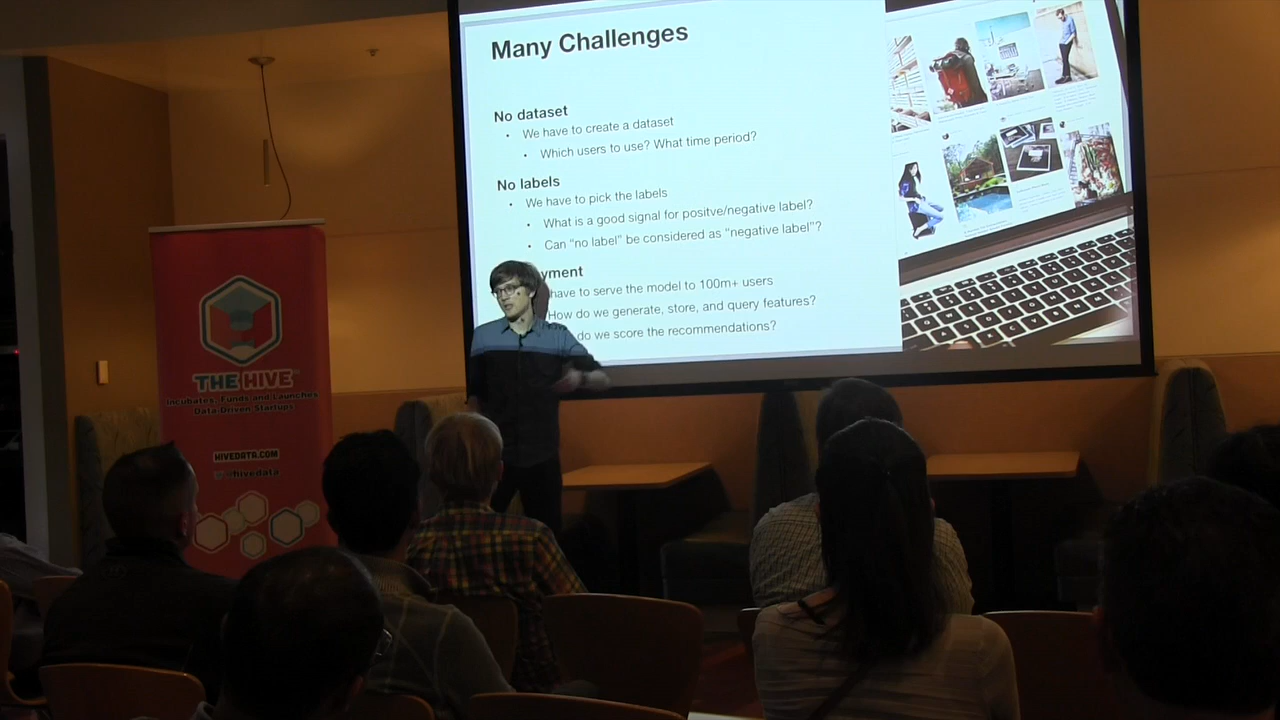 Many Challenges
No dataset
• We have to create a dataset
• Which users to use? What time period?
No labels
• We have to pick the labels
• What is a good signal for positve/negative label?
• Can “no label” be considered as “negative label”?
yment
have to serve the model to 100m+ users
How do we generate, store, and query features?
do we score the recommendations?
THE HIVE
Incubates, Funds and Launches
Data Driven Startups
HIVEDATA.COM
@hivedata